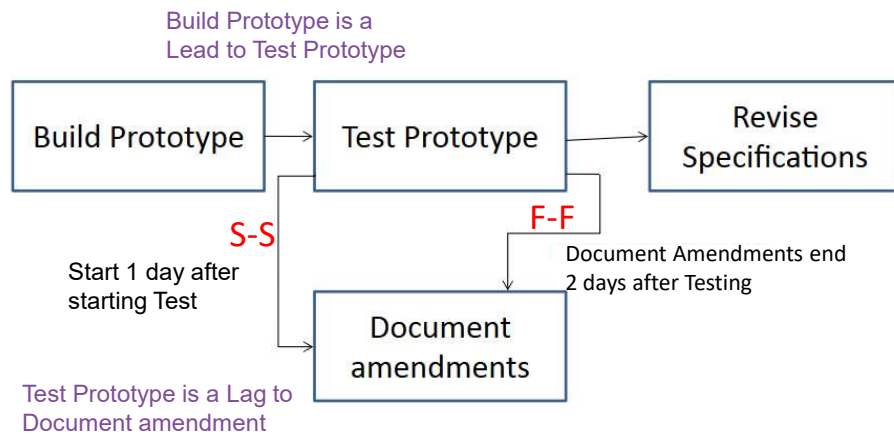 Build Prototype is a
Lead to Test Prototype
Build Prototype
Test Prototype
Revise
Specifications
S-S
F-F
Start 1 day after
starting Test
Document Amendments end
2 days after Testing
Document
amendments
Test Prototype is a Lag to
Document amendment